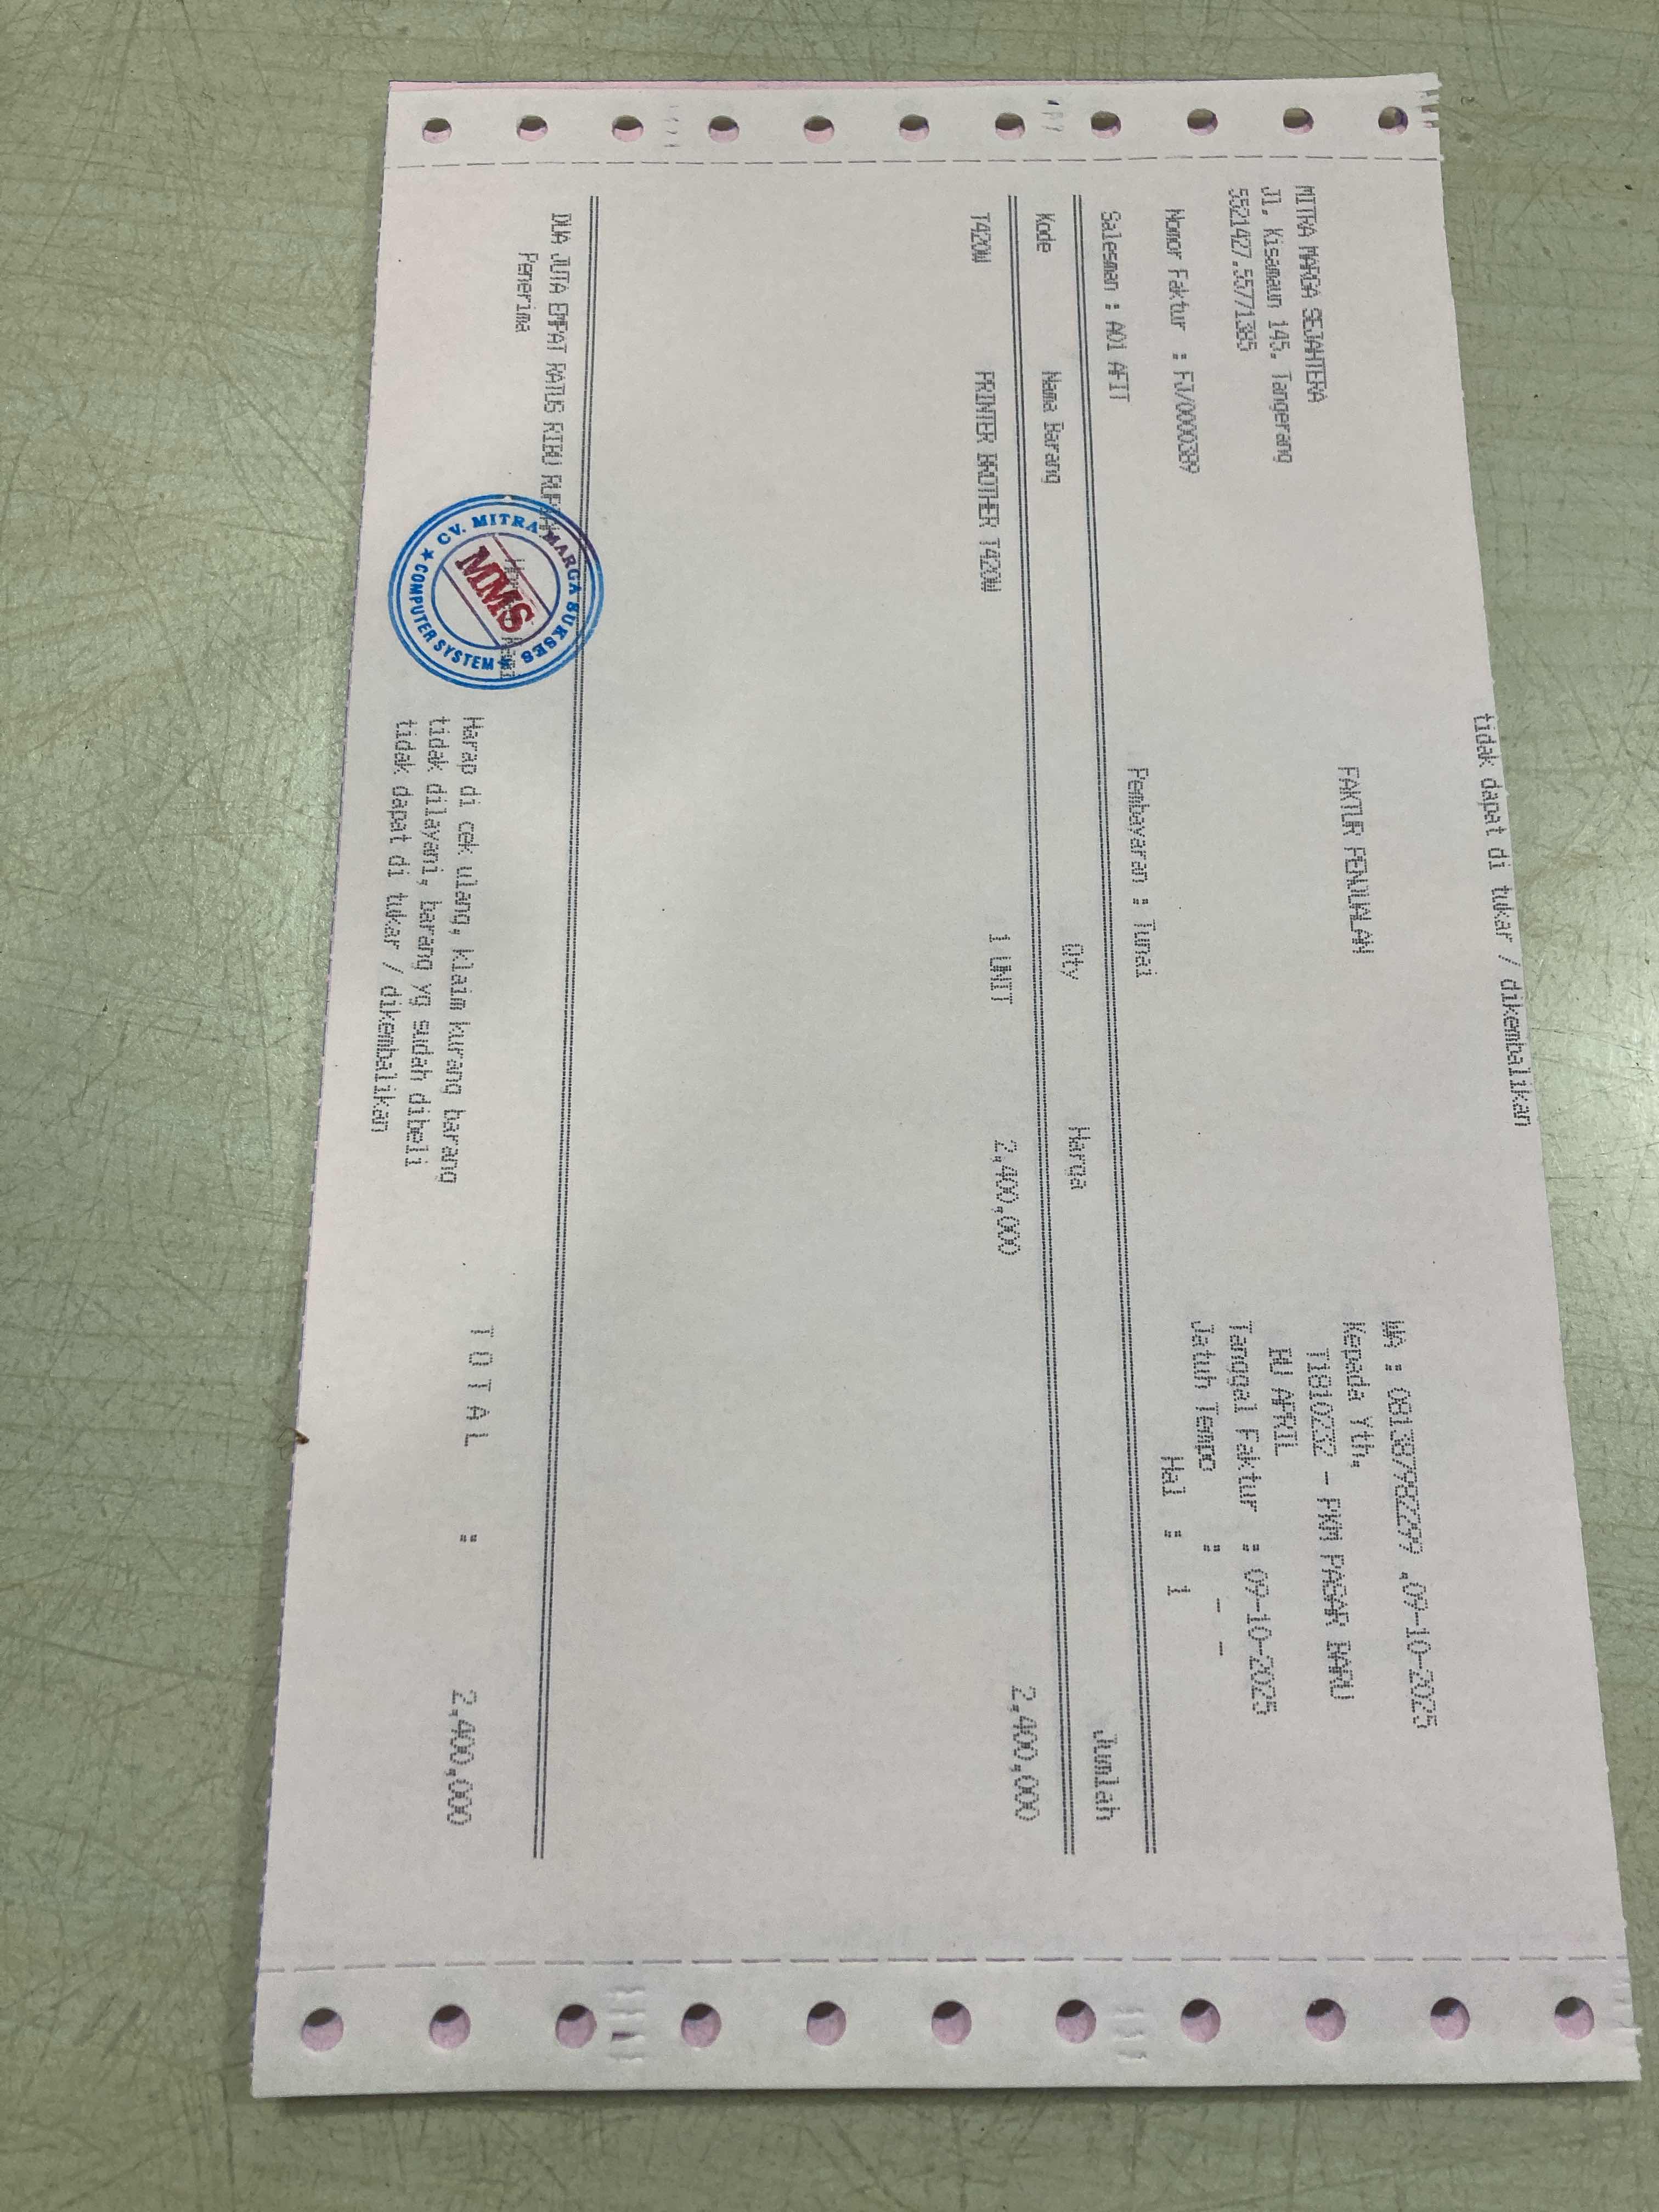 tidak dapat di tukar / dikembalikan
FAKTUR PENJUALAN
WA : 081387982299 ,09-10-2025
MITRA MARGA SEJAHTERA
Kepada Yth,
Jl. Kisamaun 145, Tangerang
T1810232 - PKM PASAR BARU
5521427,55771385
BU APRIL
Tanggal Faktur : 09-10-2025
Nomor Faktur : FJ/0000389
Jatuh Tempo : - -
Salesman : A01 AFIT
Pembayaran : Tunai
Hal : 1
Kode Nama Barang Qty Harga Jumlah
T420W PRINTER BROTHER T420W 1 UNIT 2,400,000 2,400,000
DUA JUTA EMPAT RATUS RIBU
Penerima
CV. MITRA MARGA SUKSES
MMS
COMPUTER SYSTEM
Harap di cek ulang, klaim kurang barang
tidak dilayani, barang yg sudah dibeli
tidak dapat di tukar / dikembalikan
TOTAL : 2,400,000